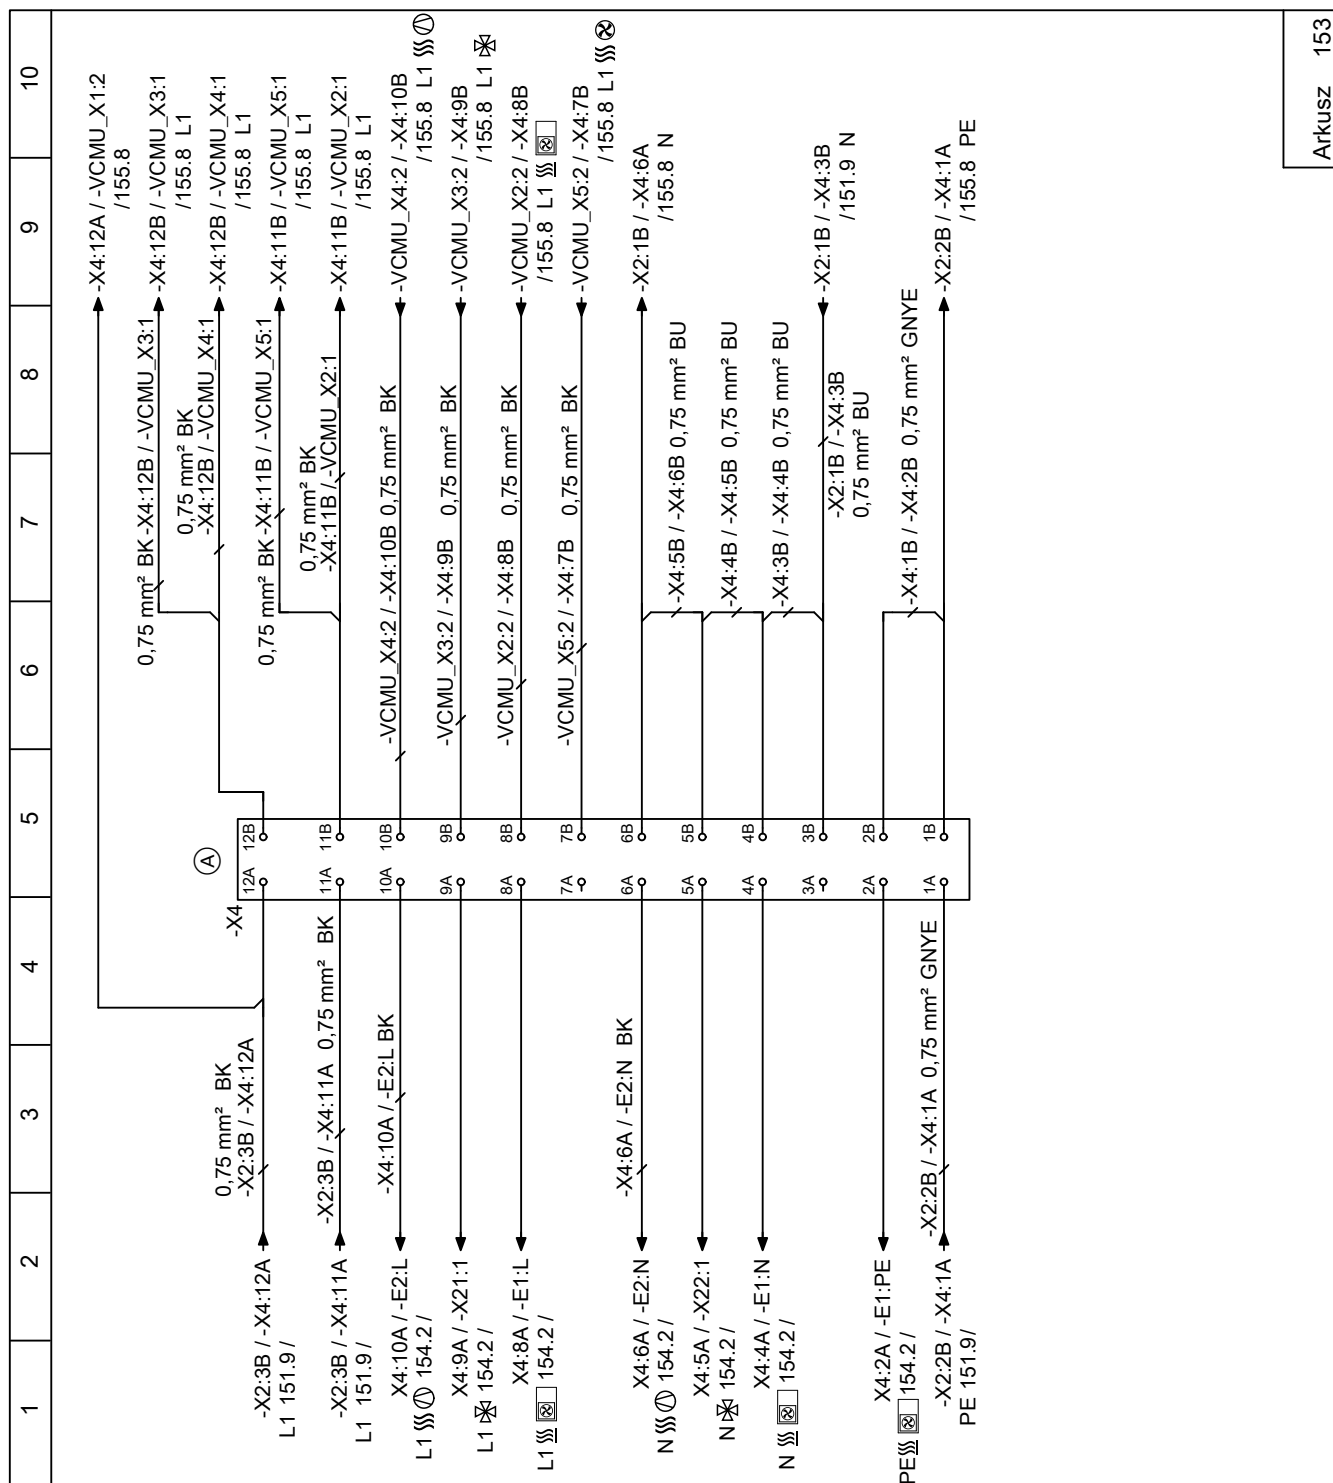 10
9
8
7
6
5
4
3
2
1
-X4:12A / -VCMU_X1:2
/155.8
-X4:12B / -VCMU_X3:1
/155.8 L1
-X4:12B / -VCMU_X4:1
/155.8 L1
-X4:11B / -VCMU_X5:1
/155.8 L1
-X4:11B / -VCMU_X2:1
/155.8 L1
-VCMU_X4:2 / -X4:10B
/155.8 L1
-VCMU_X3:2 / -X4:9B
/155.8 L1
-VCMU_X2:2 / -X4:8B
/155.8 L1
-VCMU_X5:2 / -X4:7B
/155.8 L1
-X2:1B / -X4:6A
/155.8 N
-X2:1B / -X4:3B
/151.9 N
-X2:2B / -X4:1A
/155.8 PE
0,75 mm² BK -X4:12B / -VCMU_X3:1
0,75 mm² BK
-X4:12B / -VCMU_X4:1
0,75 mm² BK -X4:11B / -VCMU_X5:1
0,75 mm² BK
-X4:11B / -VCMU_X2:1
-VCMU_X4:2 / -X4:10B 0,75 mm² BK
-VCMU_X3:2 / -X4:9B 0,75 mm² BK
-VCMU_X2:2 / -X4:8B 0,75 mm² BK
-VCMU_X5:2 / -X4:7B 0,75 mm² BK
-X4:5B / -X4:6B 0,75 mm² BU
-X4:4B / -X4:5B 0,75 mm² BU
-X4:3B / -X4:4B 0,75 mm² BU
-X2:1B / -X4:3B
0,75 mm² BU
-X4:1B / -X4:2B 0,75 mm² GNYE
A
-X4
12A 12B
11A 11B
10A 10B
9A 9B
8A 8B
7A 7B
6A 6B
5A 5B
4A 4B
3A 3B
2A 2B
1A 1B
0,75 mm² BK
-X2:3B / -X4:12A
-X2:3B / -X4:11A 0,75 mm² BK
-X4:10A / -E2:L BK
-X4:6A / -E2:N BK
-X2:2B / -X4:1A 0,75 mm² GNYE
-X2:3B / -X4:12A
L1 151.9 /
-X2:3B / -X4:11A
L1 151.9 /
X4:10A / -E2:L
L1 154.2 /
X4:9A / -X21:1
L1 154.2 /
X4:8A / -E1:L
L1 154.2 /
X4:6A / -E2:N
N 154.2 /
X4:5A / -X22:1
N 154.2 /
X4:4A / -E1:N
N 154.2 /
X4:2A / -E1:PE
PE 154.2 /
-X2:2B / -X4:1A
PE 151.9/
Arkusz 153